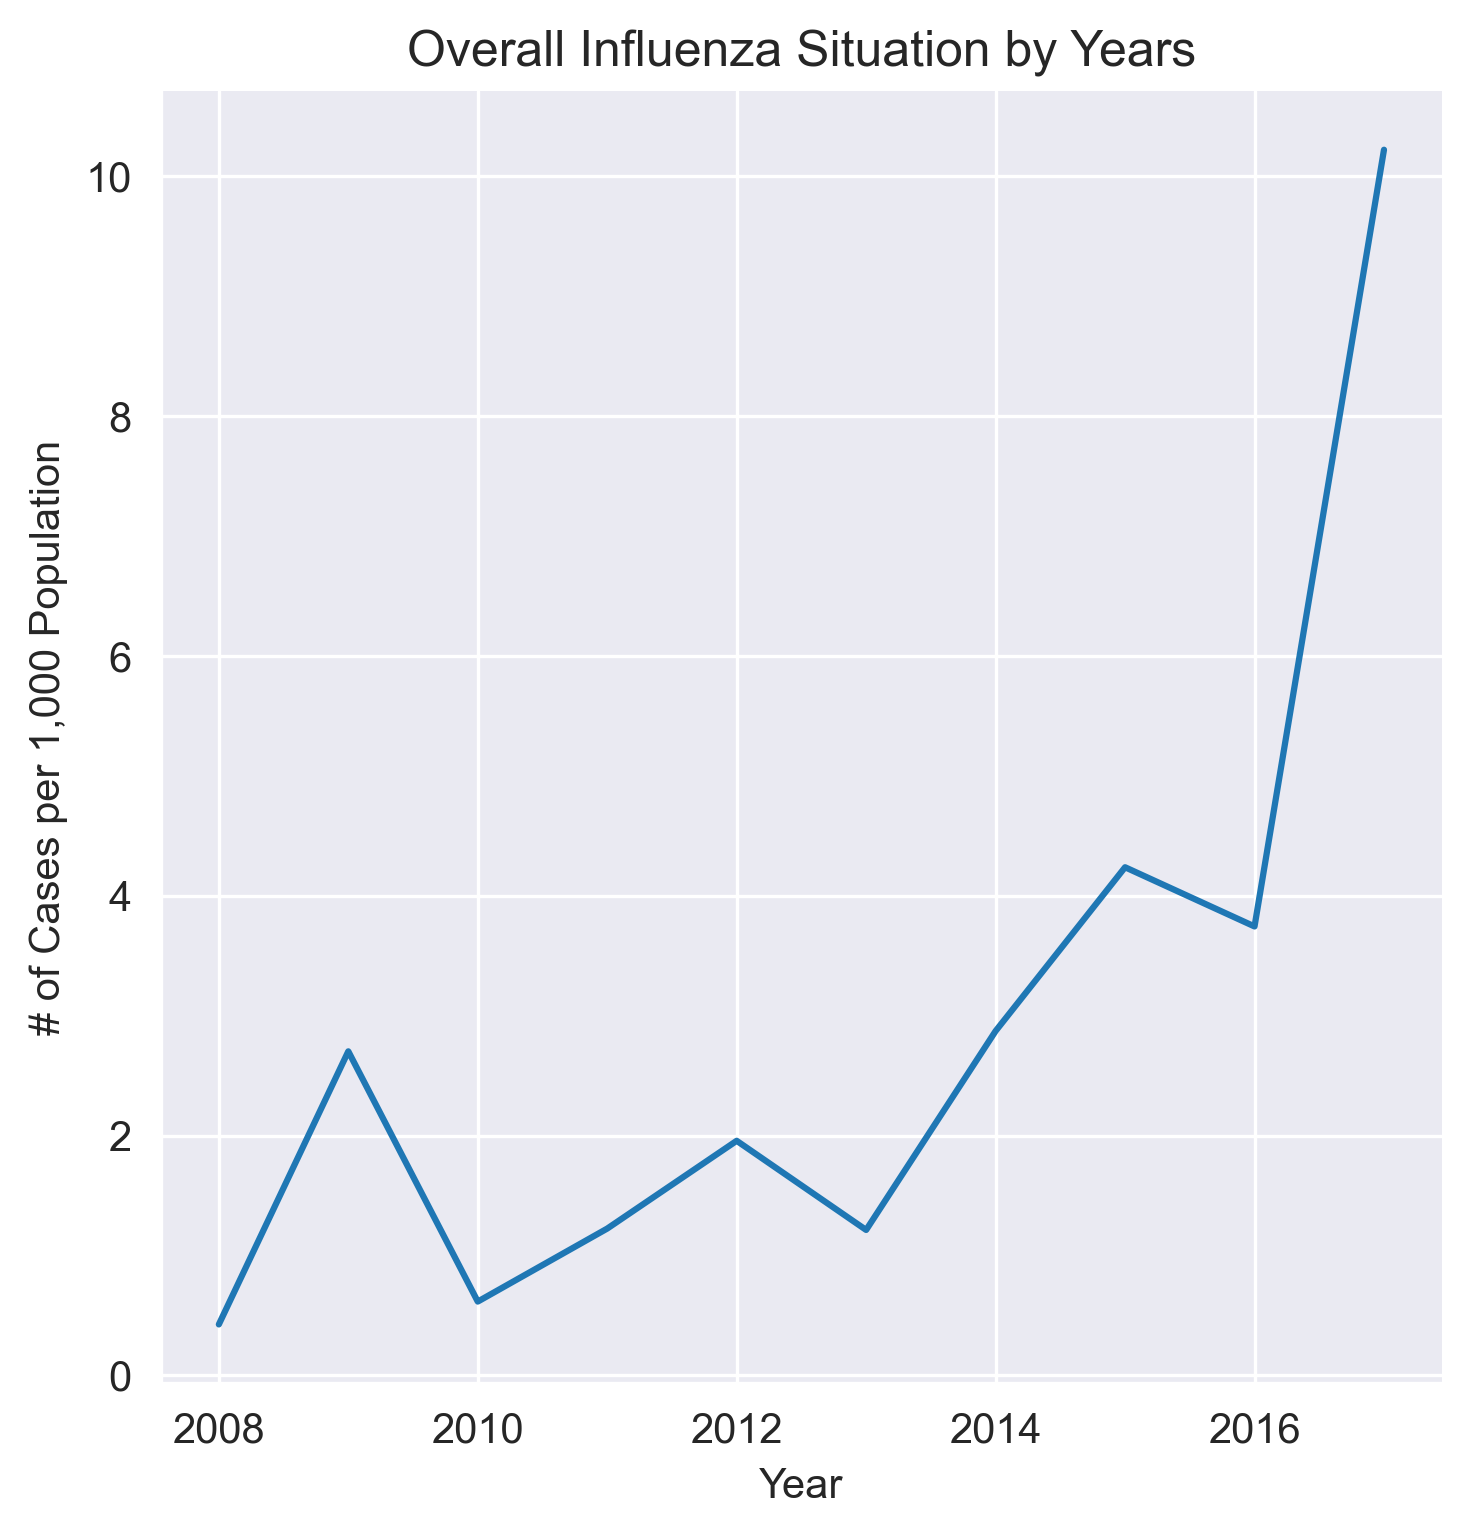 Overall Influenza Situation by Years
# of Cases per 1,000 Population
10
8
6
4
2
0
2008 2010 2012 2014 2016
Year